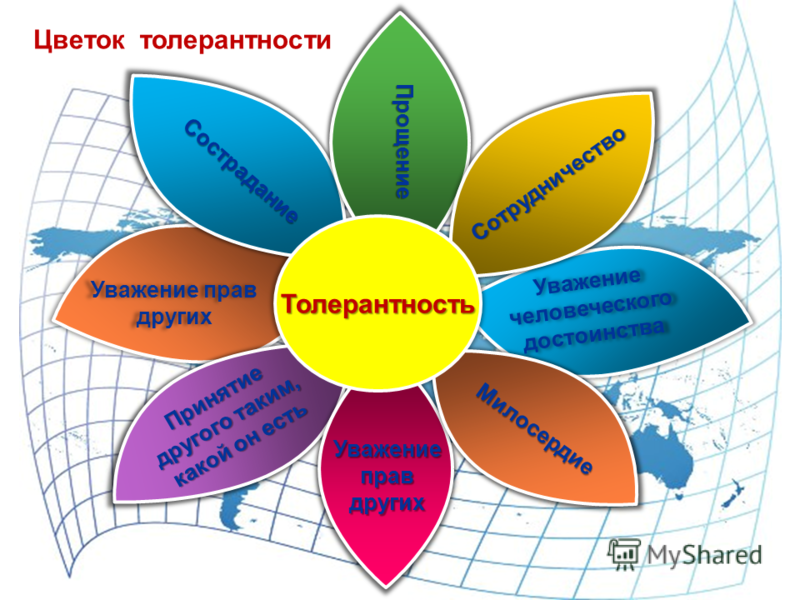 Цветок толерантности
Прощение
Сострадание
Сотрудничество
Уважение прав
других
Толерантность
Уважение
человеческого
достоинства
Принятие
другого таким,
какой он есть
Милосердие
Уважение
прав
других
MyShared